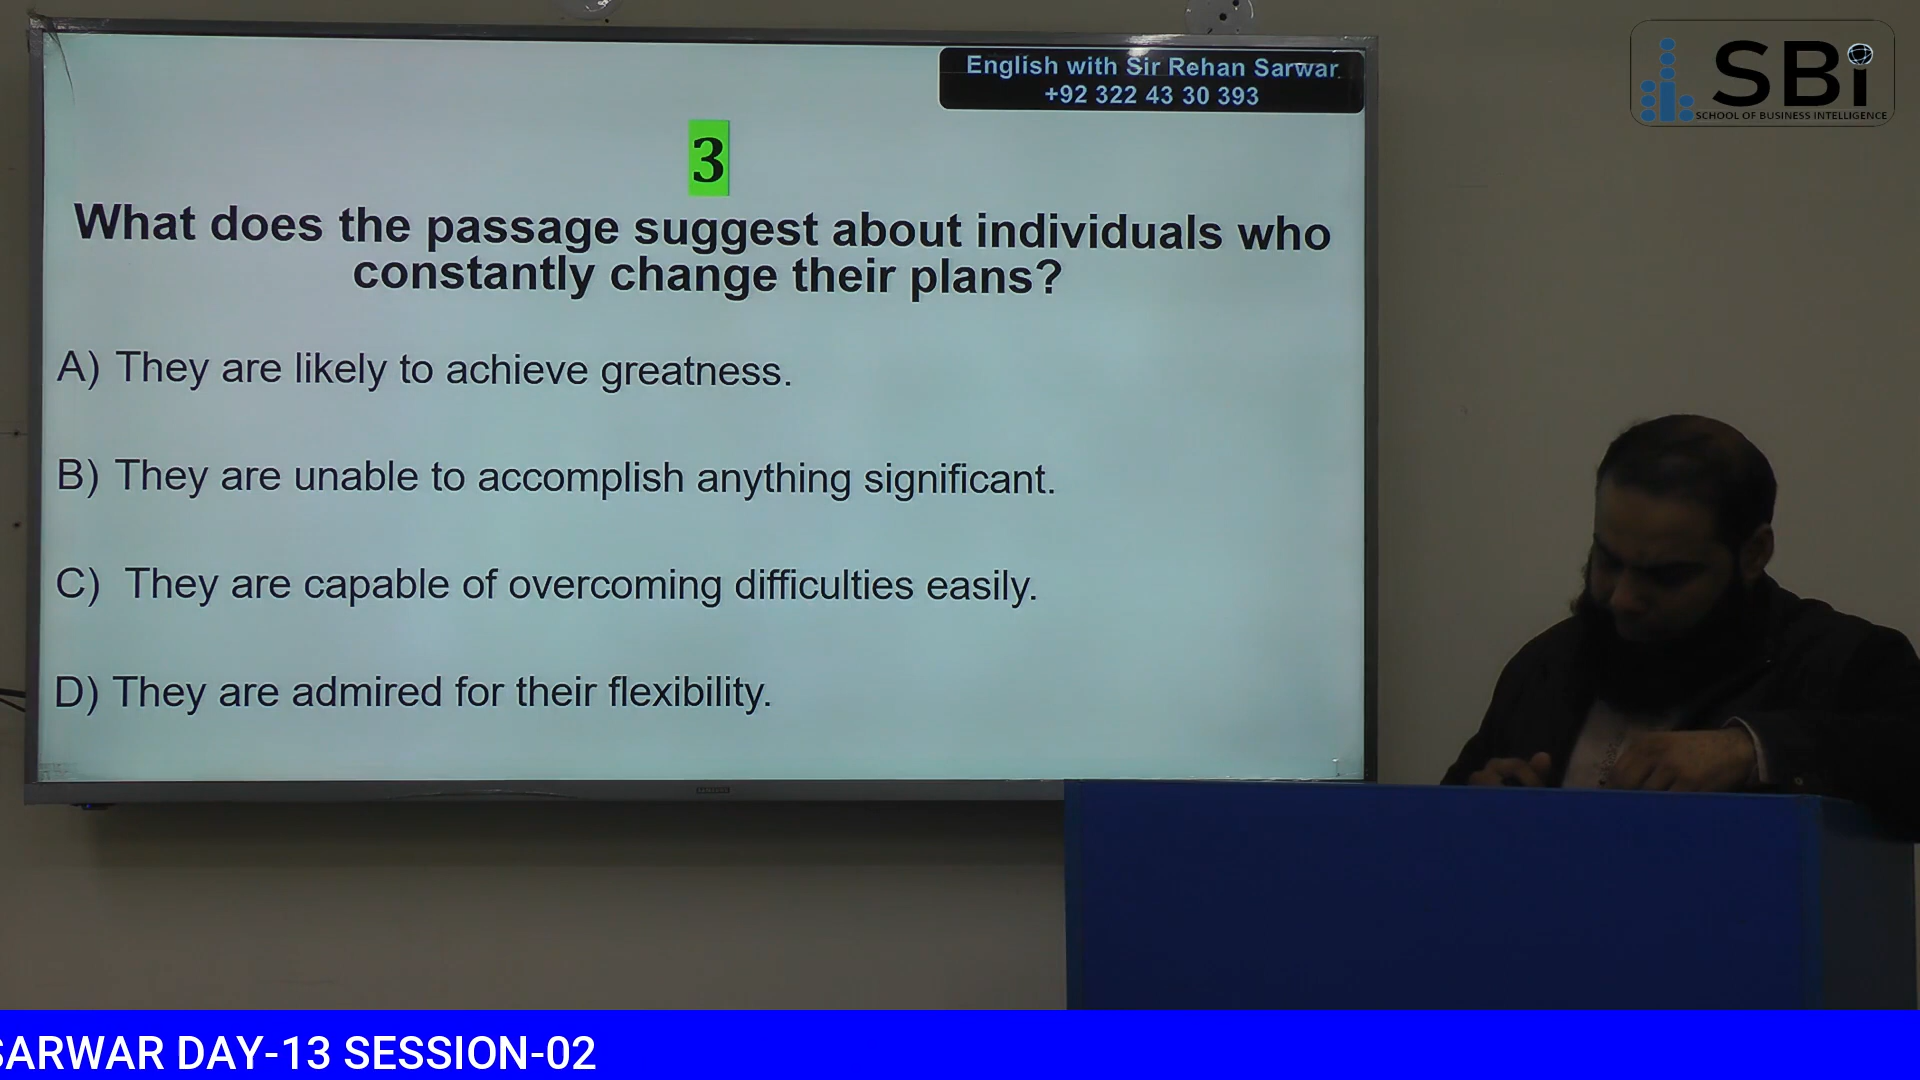 English with Sir Rehan Sarwar
+92 322 43 30 393
SBi
SCHOOL OF BUSINESS INTELLIGENCE
3
What does the passage suggest about individuals who
constantly change their plans?
A) They are likely to achieve greatness.
B) They are unable to accomplish anything significant.
C) They are capable of overcoming difficulties easily.
D) They are admired for their flexibility.
SARWAR DAY-13 SESSION-02